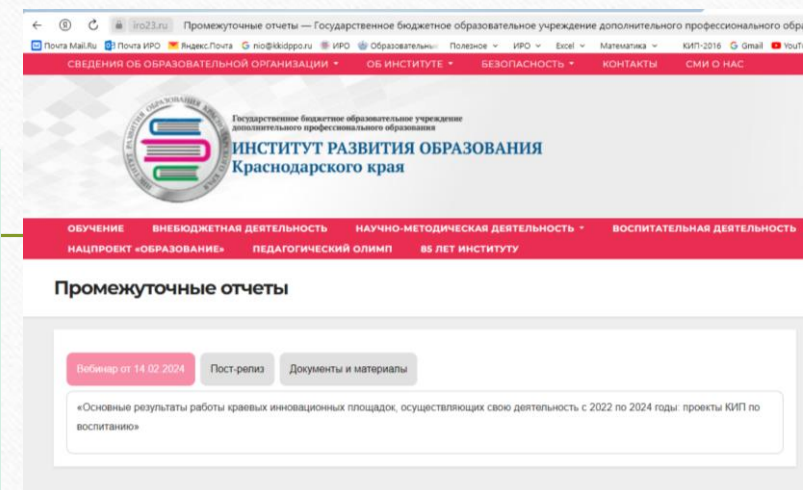 iro23.ru Промежуточные отчеты — Государственное бюджетное образовательное учреждение дополнительного профессионального обра
Почта Mail.Ru Почта ИРО Яндекс.Почта nio@kkidppo.ru ИРО Образовательны Полезное ИРО Excel Математика КИП-2016 Gmail YouT
СВЕДЕНИЯ ОБ ОБРАЗОВАТЕЛЬНОЙ ОРГАНИЗАЦИИ ОБ ИНСТИТУТЕ БЕЗОПАСНОСТЬ КОНТАКТЫ СМИ О НАС
Государственное бюджетное образовательное учреждение
дополнительного профессионального образования
ИНСТИТУТ РАЗВИТИЯ ОБРАЗОВАНИЯ
Краснодарского края
ОБУЧЕНИЕ ВНЕБЮДЖЕТНАЯ ДЕЯТЕЛЬНОСТЬ НАУЧНО-МЕТОДИЧЕСКАЯ ДЕЯТЕЛЬНОСТЬ ВОСПИТАТЕЛЬНАЯ ДЕЯТЕЛЬНОСТЬ
НАЦПРОЕКТ «ОБРАЗОВАНИЕ» ПЕДАГОГИЧЕСКИЙ ОЛИМП 85 ЛЕТ ИНСТИТУТУ
Промежуточные отчеты
Вебинар от 14.02.2024 Пост-релиз Документы и материалы
«Основные результаты работы краевых инновационных площадок, осуществляющих свою деятельность с 2022 по 2024 годы: проекты КИП по
воспитанию»